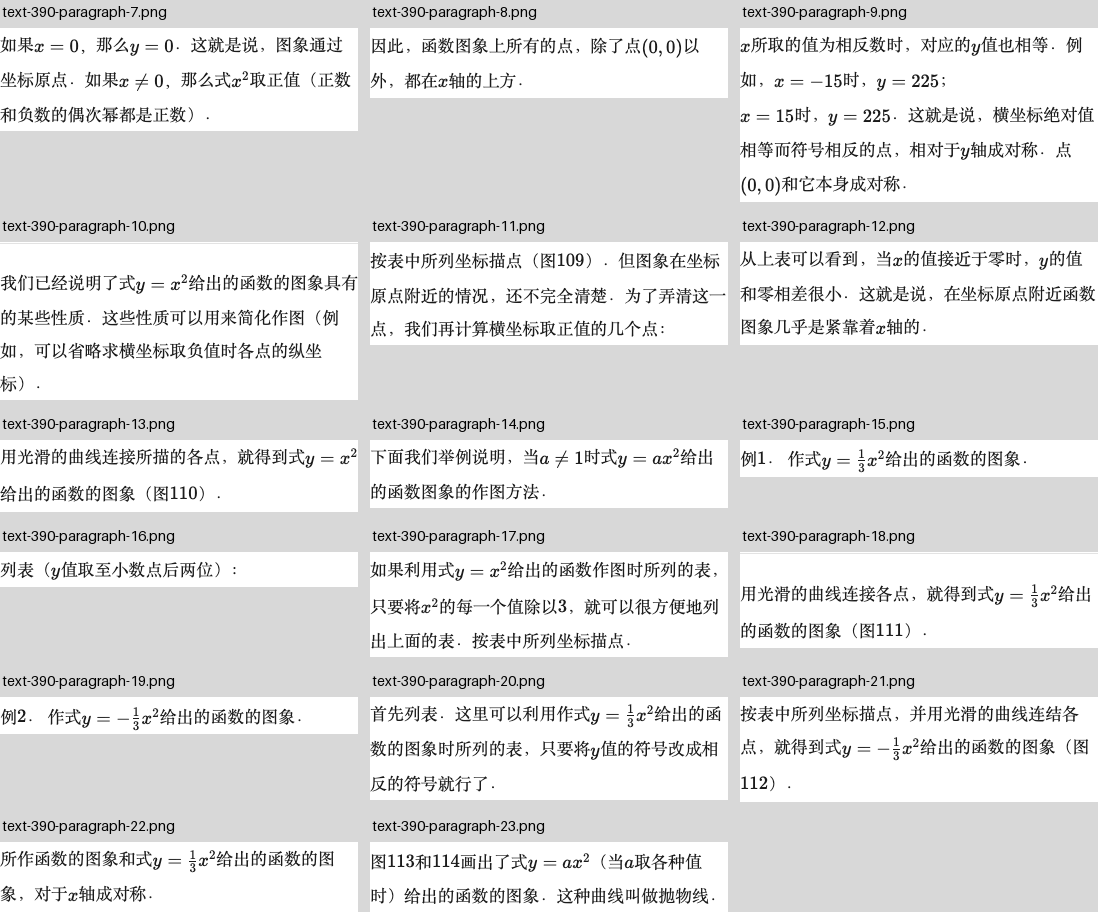 text-390-paragraph-7.png
如果x = 0，那么y = 0．这就是说，图象通过
坐标原点．如果x ≠ 0，那么式x²取正值（正数
和负数的偶次幂都是正数）．
text-390-paragraph-8.png
因此，函数图象上所有的点，除了点(0, 0)以
外，都在x轴的上方．
text-390-paragraph-9.png
x所取的值为相反数时，对应的y值也相等．例
如，x = −15时，y = 225；
x = 15时，y = 225．这就是说，横坐标绝对值
相等而符号相反的点，相对于y轴成对称．点
(0, 0)和它本身成对称．
text-390-paragraph-10.png
我们已经说明了式y = x²给出的函数的图象具有
的某些性质．这些性质可以用来简化作图（例
如，可以省略求横坐标取负值时各点的纵坐
标）．
text-390-paragraph-11.png
按表中所列坐标描点（图109）．但图象在坐标
原点附近的情况，还不完全清楚．为了弄清这一
点，我们再计算横坐标取正值的几个点：
text-390-paragraph-12.png
从上表可以看到，当x的值接近于零时，y的值
和零相差很小．这就是说，在坐标原点附近函数
图象几乎是紧靠着x轴的．
text-390-paragraph-13.png
用光滑的曲线连接所描的各点，就得到式y = x²
给出的函数的图象（图110）．
text-390-paragraph-14.png
下面我们举例说明，当a ≠ 1时式y = ax²给出
的函数图象的作图方法．
text-390-paragraph-15.png
例1． 作式y = 1/3 x²给出的函数的图象．
text-390-paragraph-16.png
列表（y值取至小数点后两位）：
text-390-paragraph-17.png
如果利用式y = x²给出的函数作图时所列的表，
只要将x²的每一个值除以3，就可以很方便地列
出上面的表．按表中所列坐标描点．
text-390-paragraph-18.png
用光滑的曲线连接各点，就得到式y = 1/3 x²给出
的函数的图象（图111）．
text-390-paragraph-19.png
例2． 作式y = −1/3 x²给出的函数的图象．
text-390-paragraph-20.png
首先列表．这里可以利用作式y = 1/3 x²给出的函
数的图象时所列的表，只要将y值的符号改成相
反的符号就行了．
text-390-paragraph-21.png
按表中所列坐标描点，并用光滑的曲线连结各
点，就得到式y = −1/3 x²给出的函数的图象（图
112）．
text-390-paragraph-22.png
所作函数的图象和式y = 1/3 x²给出的函数的图
象，对于x轴成对称．
text-390-paragraph-23.png
图113和114画出了式y = ax²（当a取各种值
时）给出的函数的图象．这种曲线叫做抛物线．